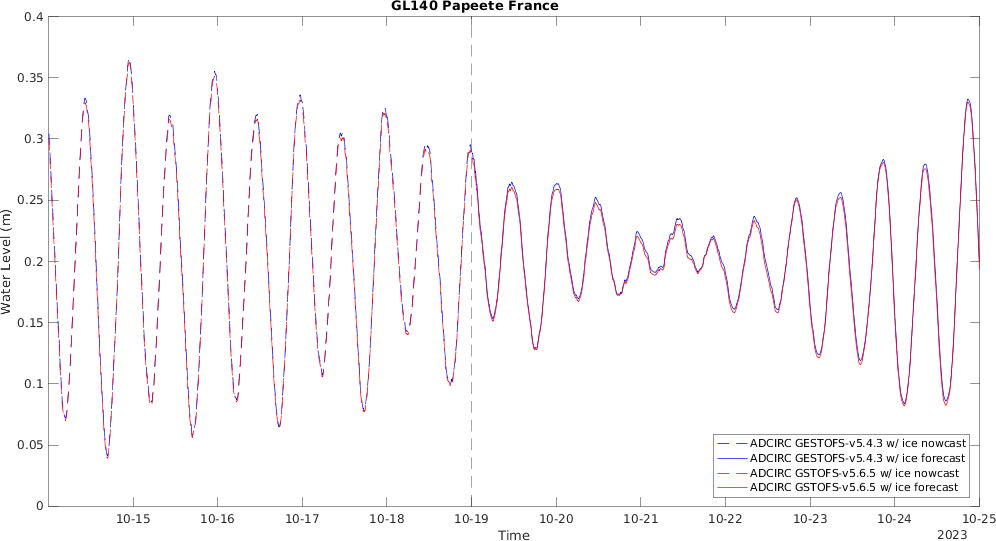 GL140 Papeete France
0.4
0.35
0.3
0.25
0.2
0.15
0.1
0.05
0
Water Level (m)
ADCIRC GESTOFS-v5.4.3 w/ ice nowcast
ADCIRC GESTOFS-v5.4.3 w/ ice forecast
ADCIRC GSTOFS-v5.6.5 w/ ice nowcast
ADCIRC GSTOFS-v5.6.5 w/ ice forecast
10-15 10-16 10-17 10-18 10-19 10-20 10-21 10-22 10-23 10-24 10-25
Time
2023